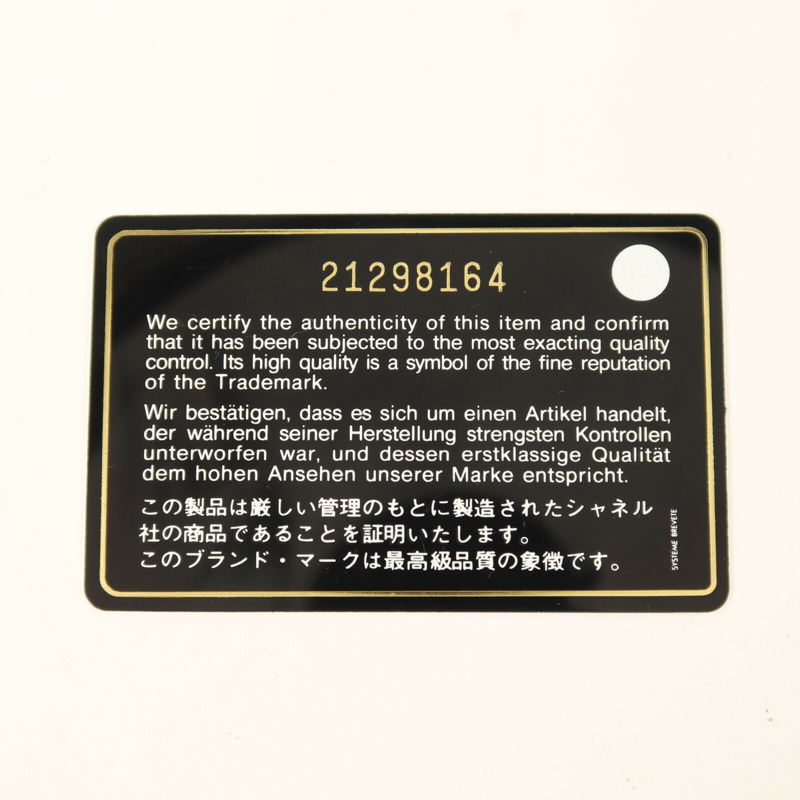 21298164
We certify the authenticity of this item and confirm
that it has been subjected to the most exacting quality
control. Its high quality is a symbol of the fine reputation
of the Trademark.
Wir bestätigen, dass es sich um einen Artikel handelt,
der während seiner Herstellung strengsten Kontrollen
unterworfen war, und dessen erstklassige Qualität
dem hohen Ansehen unserer Marke entspricht.
この製品は厳しい管理のもとに製造されたシャネル
社の商品であることを証明いたします。
このブランド・マークは最高級品質の象徴です。
SYSTEME BREVETE